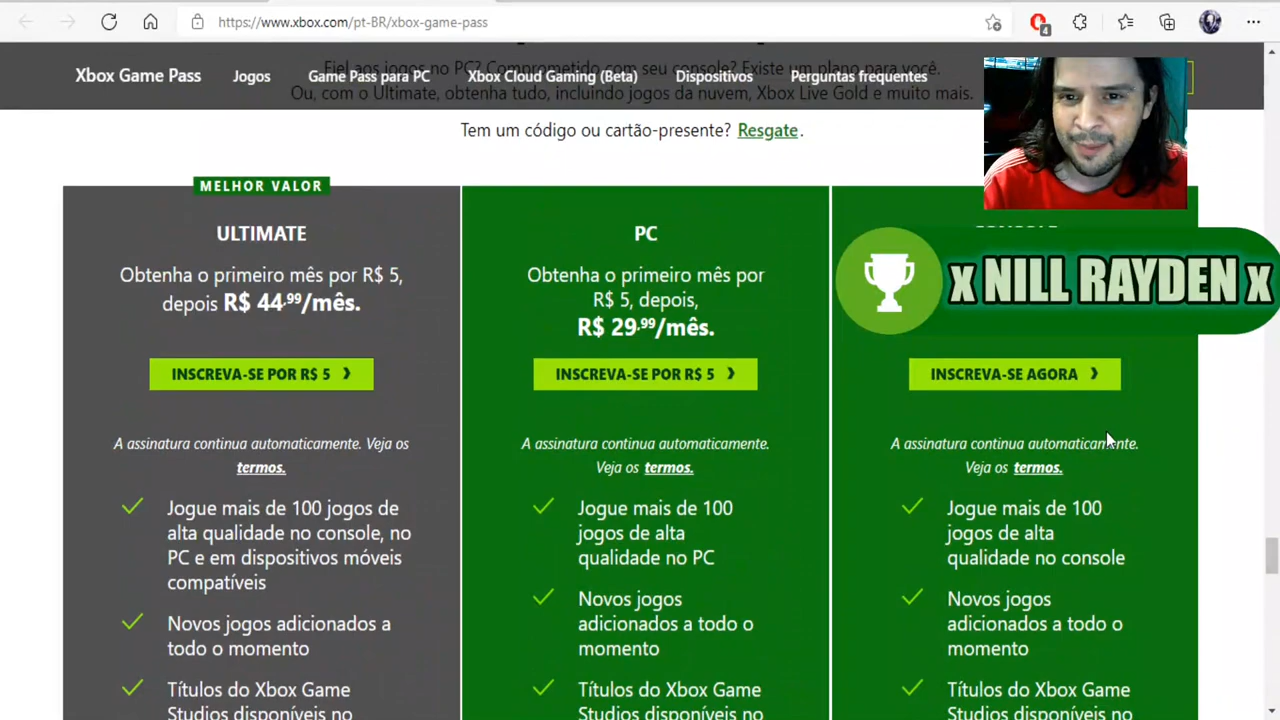 https://www.xbox.com/pt-BR/xbox-game-pass
4
Xbox Game Pass
Jogos
Game Pass para PC
Xbox Cloud Gaming (Beta)
Dispositivos
Perguntas frequentes
Fiel aos jogos no PC? Comprometido com seu console? Existe um plano para você.
Ou, com o Ultimate, obtenha tudo, incluindo jogos da nuvem, Xbox Live Gold e muito mais.
Tem um código ou cartão-presente? Resgate.
MELHOR VALOR
ULTIMATE
Obtenha o primeiro mês por R$ 5,
depois R$ 44.99/mês.
INSCREVA-SE POR R$ 5
A assinatura continua automaticamente. Veja os
termos.
Jogue mais de 100 jogos de
alta qualidade no console, no
PC e em dispositivos móveis
compatíveis
Novos jogos adicionados a
todo o momento
Títulos do Xbox Game
Studios disponíveis no
PC
Obtenha o primeiro mês por
R$ 5, depois,
R$ 29.99/mês.
INSCREVA-SE POR R$ 5
A assinatura continua automaticamente.
Veja os termos.
Jogue mais de 100
jogos de alta
qualidade no PC
Novos jogos
adicionados a todo o
momento
Títulos do Xbox Game
Studios disponíveis no
x NILL RAYDEN x
INSCREVA-SE AGORA
A assinatura continua automaticamente.
Veja os termos.
Jogue mais de 100
jogos de alta
qualidade no console
Novos jogos
adicionados a todo o
momento
Títulos do Xbox Game
Studios disponíveis no